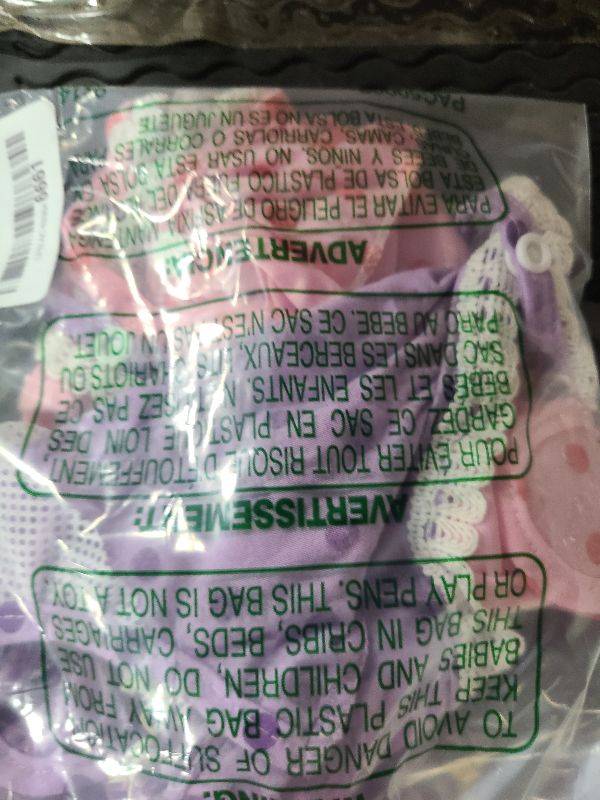 WARNING:
TO AVOID DANGER OF SUFFOCATION,
KEEP THIS PLASTIC BAG AWAY FROM
BABIES AND CHILDREN. DO NOT USE
THIS BAG IN CRIBS, BEDS, CARRIAGES
OR PLAY PENS. THIS BAG IS NOT A TOY.
AVERTISSEMENT:
POUR ÉVITER TOUT RISQUE D'ÉTOUFFEMENT,
GARDEZ CE SAC EN PLASTIQUE LOIN DES
BÉBÉS ET LES ENFANTS. N'UTILISEZ PAS CE
SAC DANS LES BERCEAUX, LITS, CHARIOTS OU
PARC AU BEBE. CE SAC N'EST PAS UN JOUET.
ADVERTENCIA:
PARA EVITAR EL PELIGRO DE ASFIXIA MANTENGA
ESTA BOLSA DE PLASTICO FUERA DEL ALCANCE
DE BEBES Y NINOS. NO USAR ESTA BOLSA EN
CUNAS, CAMAS, CARRIOLAS O CORRALES PARA
BEBES. ESTA BOLSA NO ES UN JUGUETE